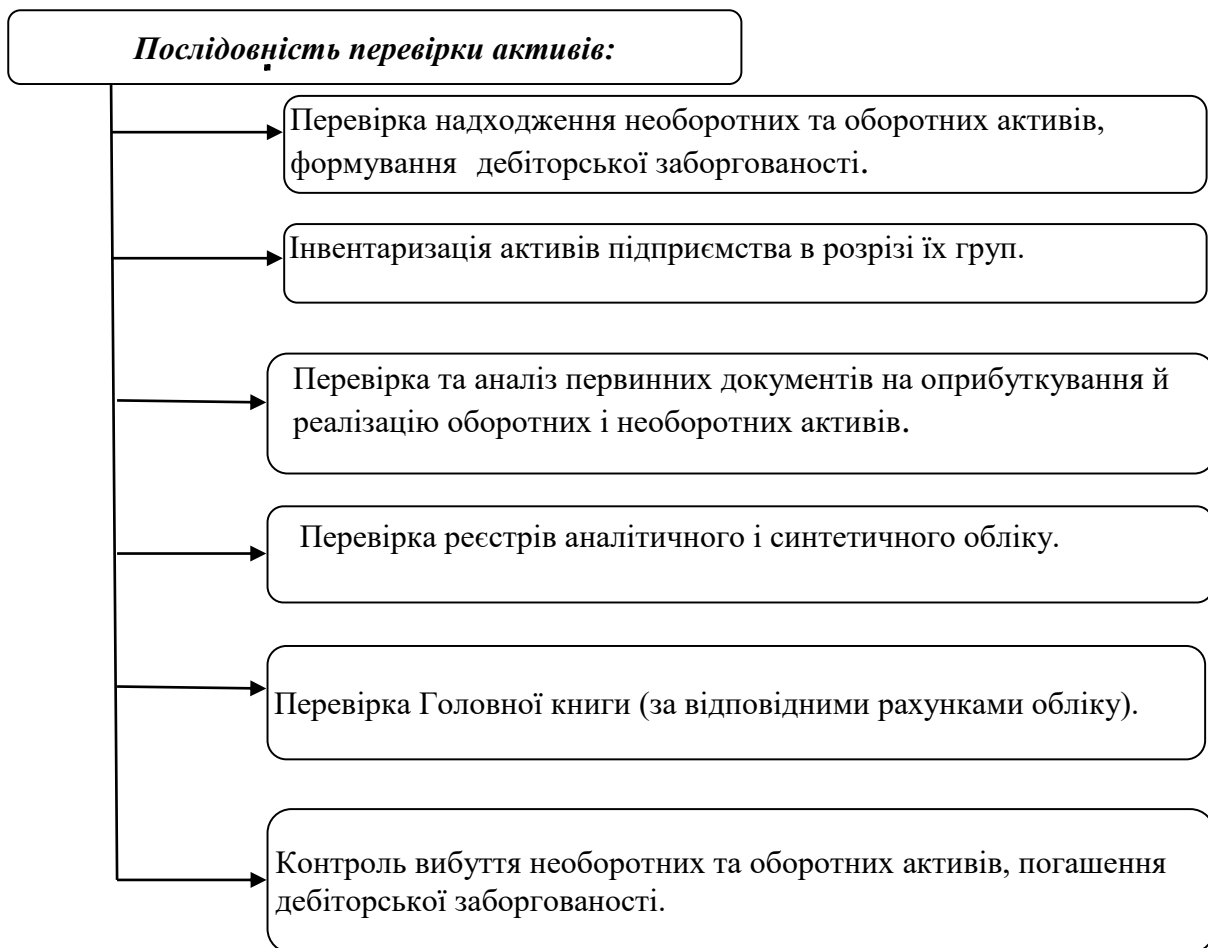 Послідовність перевірки активів:
Перевірка надходження необоротних та оборотних активів,
формування дебіторської заборгованості.
Інвентаризація активів підприємства в розрізі їх груп.
Перевірка та аналіз первинних документів на оприбуткування й
реалізацію оборотних і необоротних активів.
Перевірка реєстрів аналітичного і синтетичного обліку.
Перевірка Головної книги (за відповідними рахунками обліку).
Контроль вибуття необоротних та оборотних активів, погашення
дебіторської заборгованості.